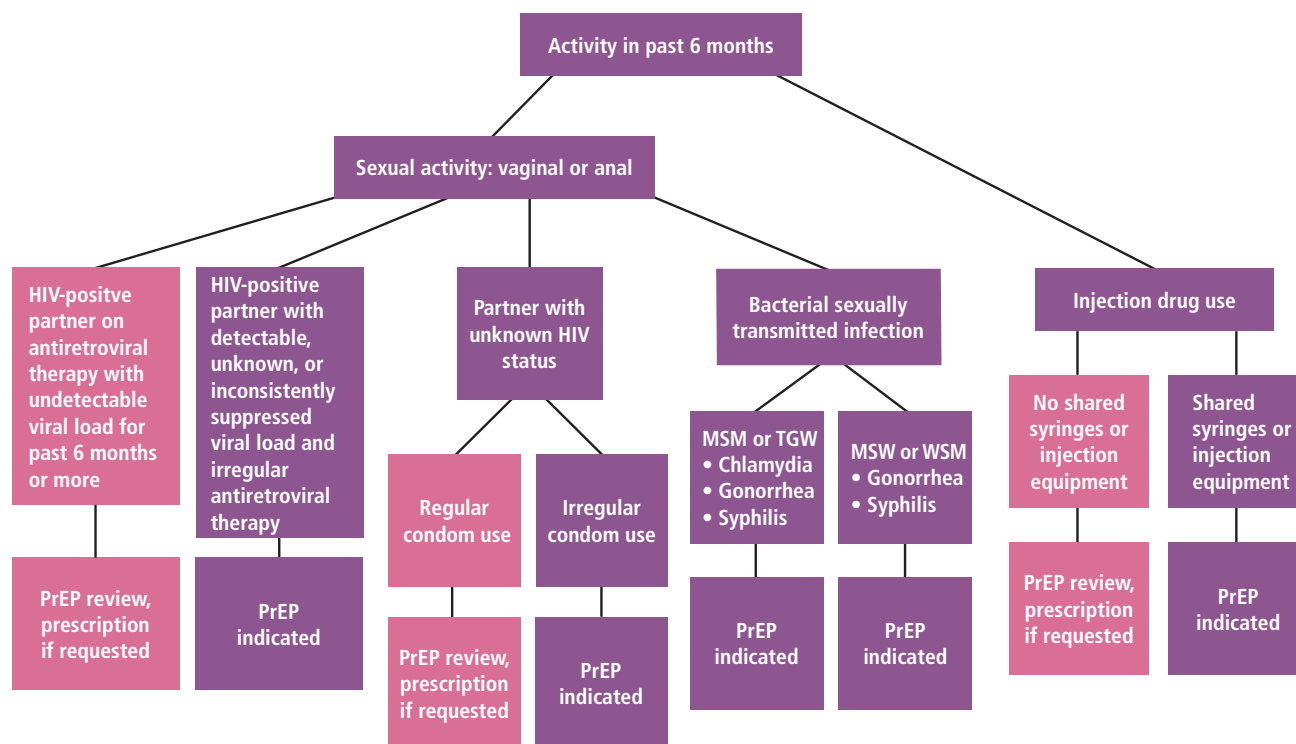 Activity in past 6 months
Sexual activity: vaginal or anal
HIV-positve
partner on
antiretroviral
therapy with
undetectable
viral load for
past 6 months
or more
HIV-positive
partner with
detectable,
unknown, or
inconsistently
suppressed
viral load and
irregular
antiretroviral
therapy
Partner with
unknown HIV
status
Bacterial sexually
transmitted infection
Injection drug use
Regular
condom use
Irregular
condom use
MSM or TGW
• Chlamydia
• Gonorrhea
• Syphilis
MSW or WSM
• Gonorrhea
• Syphilis
No shared
syringes or
injection
equipment
Shared
syringes or
injection
equipment
PrEP review,
prescription
if requested
PrEP
indicated
PrEP review,
prescription
if requested
PrEP
indicated
PrEP
indicated
PrEP
indicated
PrEP review,
prescription
if requested
PrEP
indicated